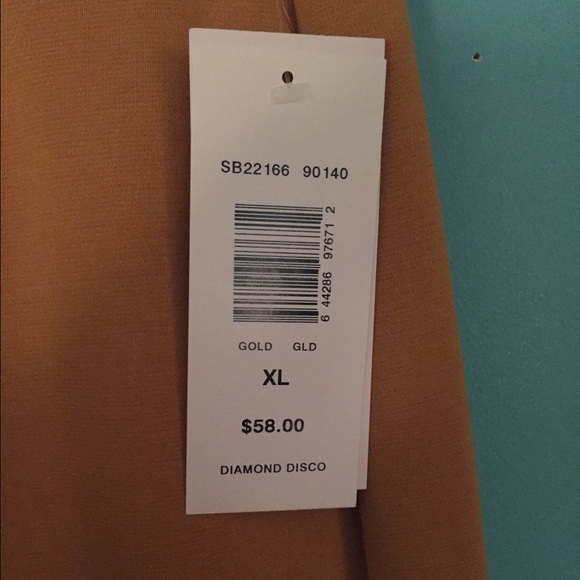 SB22166 90140
6 44286 97671 2
GOLD GLD
XL
$58.00
DIAMOND DISCO